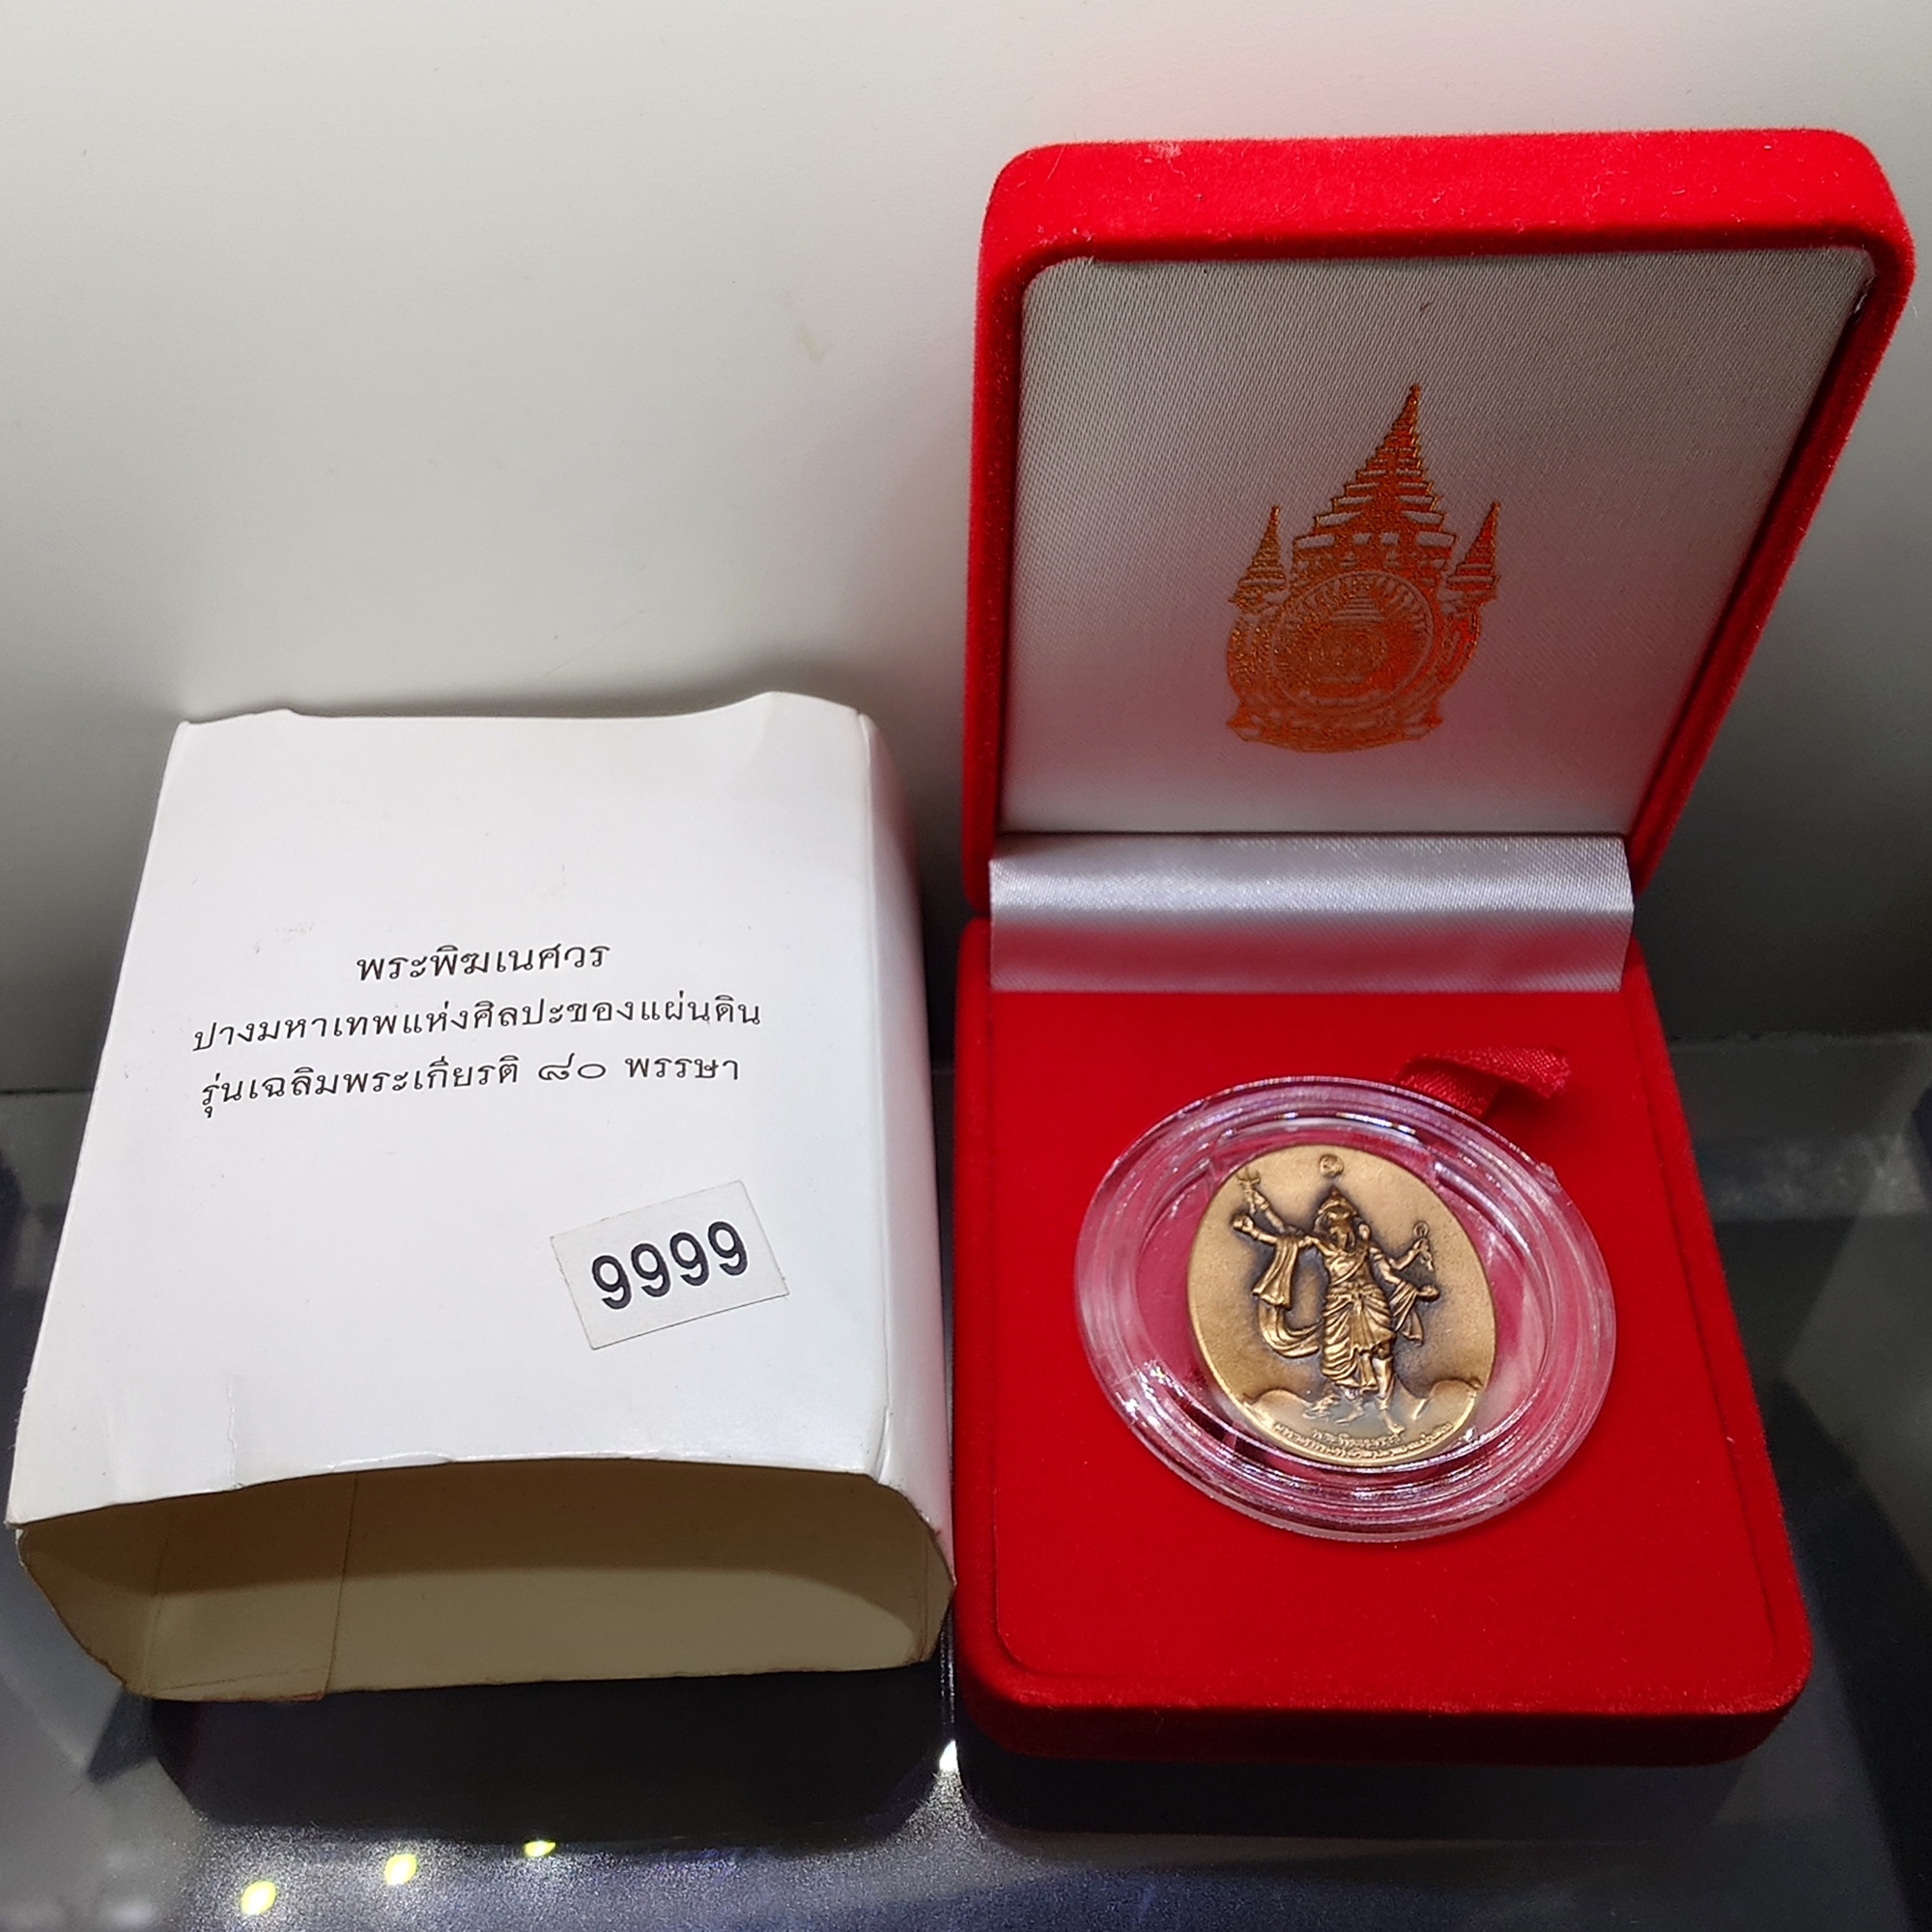 พระพิฆเนศวร
ปางมหาเทพแห่งศิลปะของแผ่นดิน
รุ่นเฉลิมพระเกียรติ ๘๐ พรรษา
9999